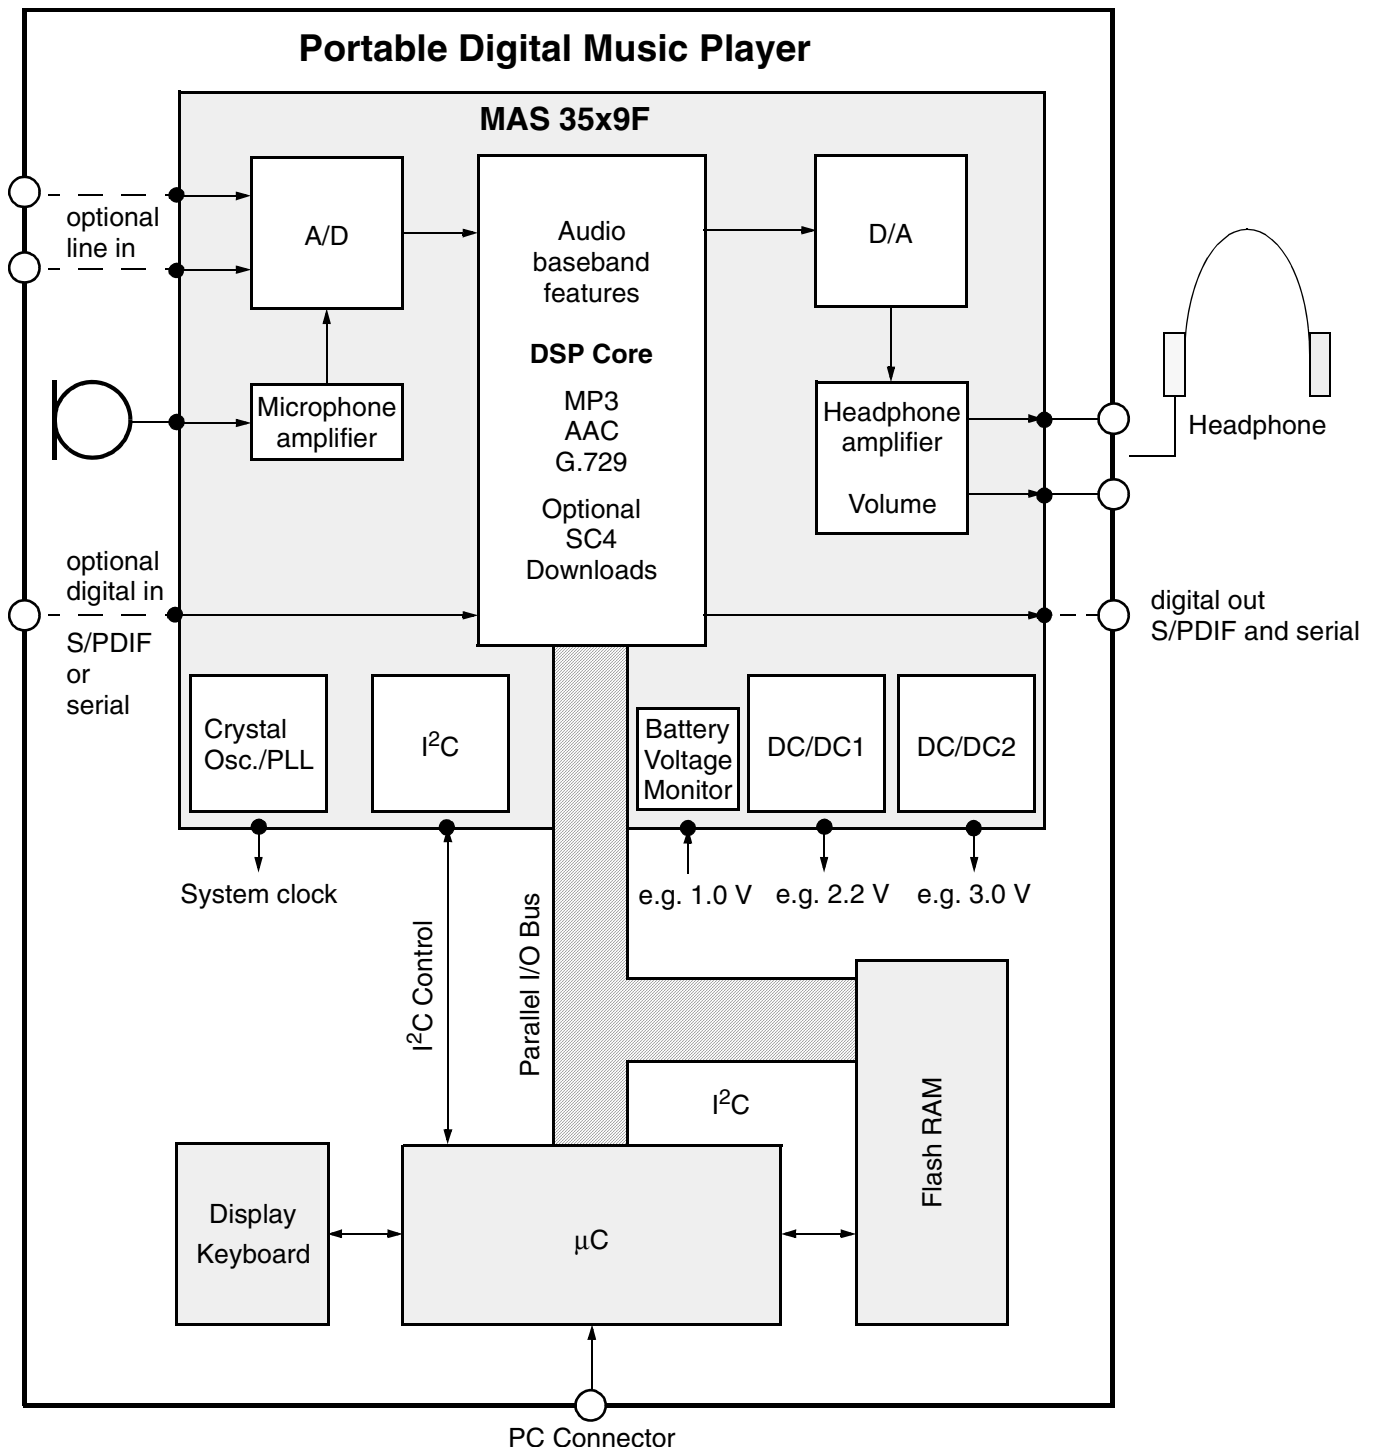 Portable Digital Music Player
MAS 35x9F
optional
line in
A/D
Audio
baseband
features
DSP Core
MP3
AAC
G.729
Optional
SC4
Downloads
D/A
Microphone
amplifier
Headphone
amplifier
Volume
Headphone
optional
digital in
S/PDIF
or
serial
digital out
S/PDIF and serial
Crystal
Osc./PLL
I²C
Battery
Voltage
Monitor
DC/DC1
DC/DC2
System clock
e.g. 1.0 V
e.g. 2.2 V
e.g. 3.0 V
I²C Control
Parallel I/O Bus
I²C
Flash RAM
Display
Keyboard
µC
PC Connector